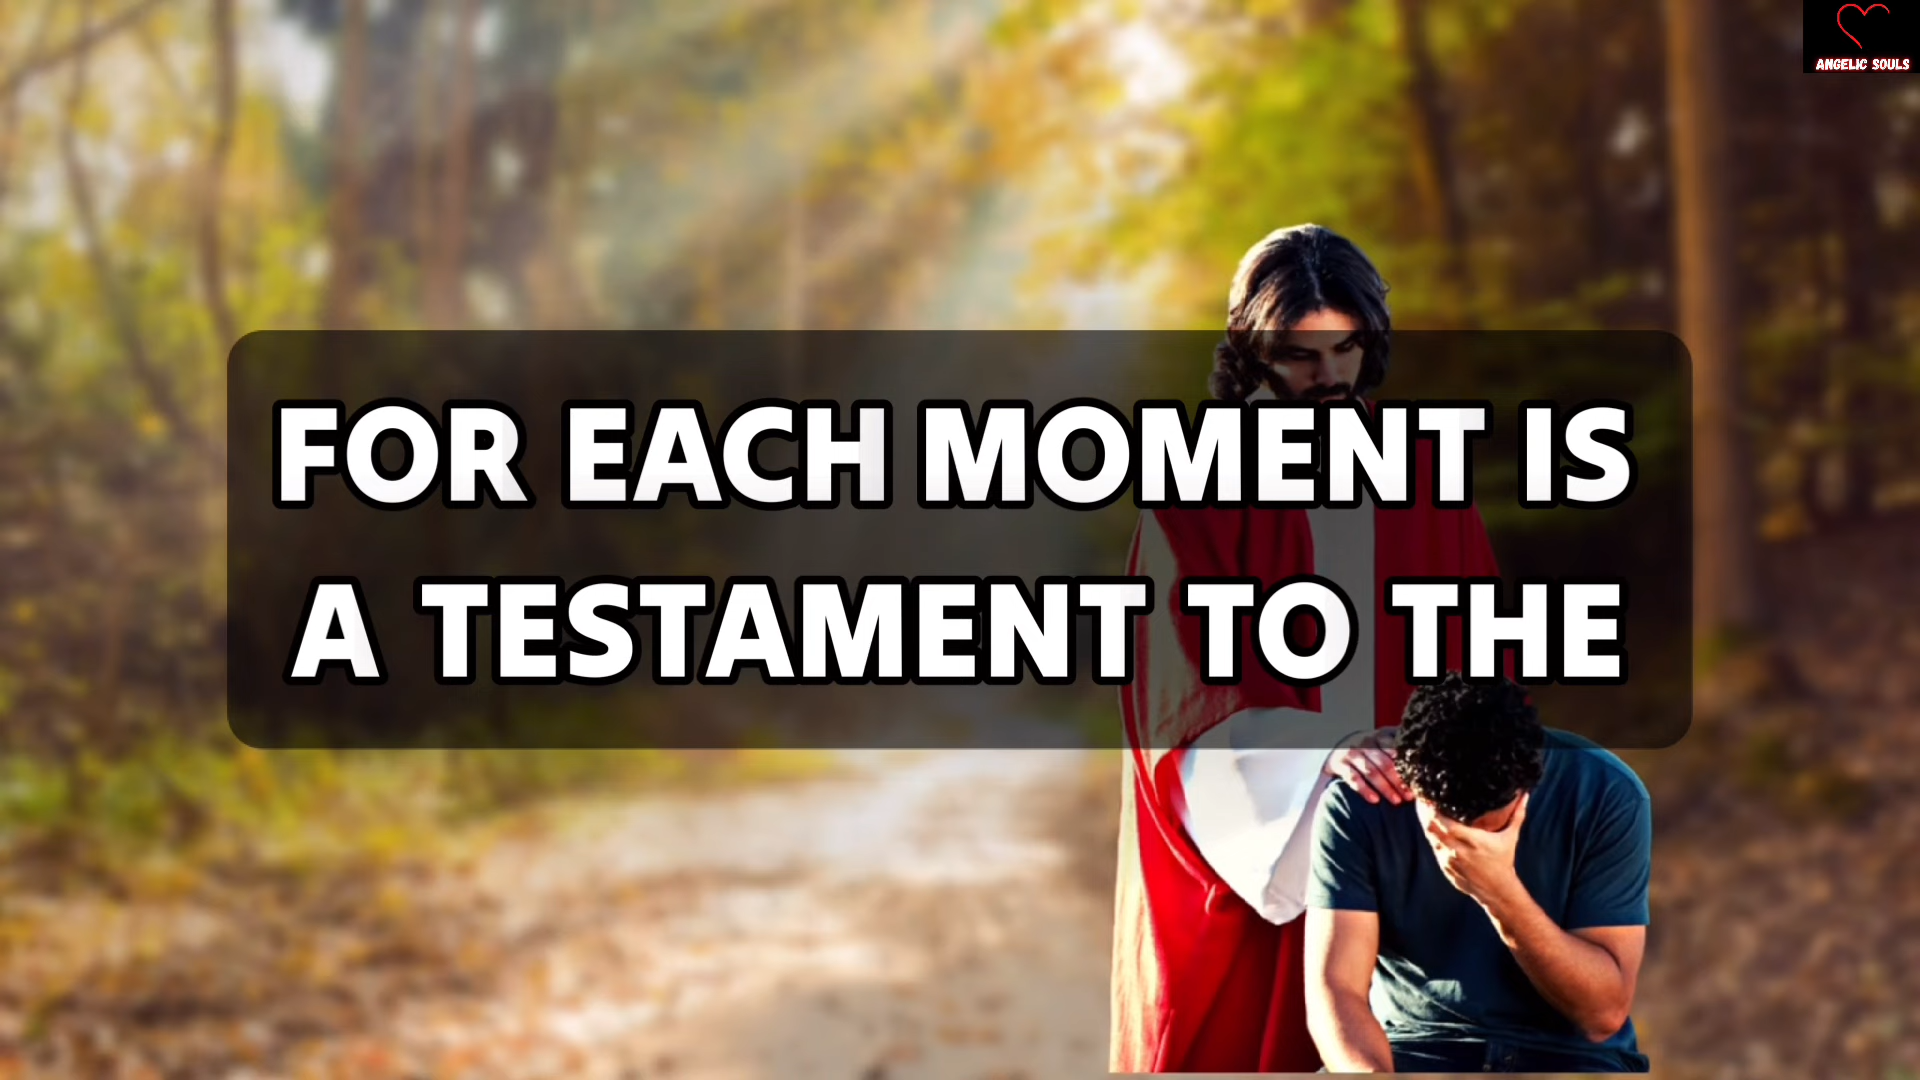 ANGELIC SOULS
FOR EACH MOMENT IS
A TESTAMENT TO THE